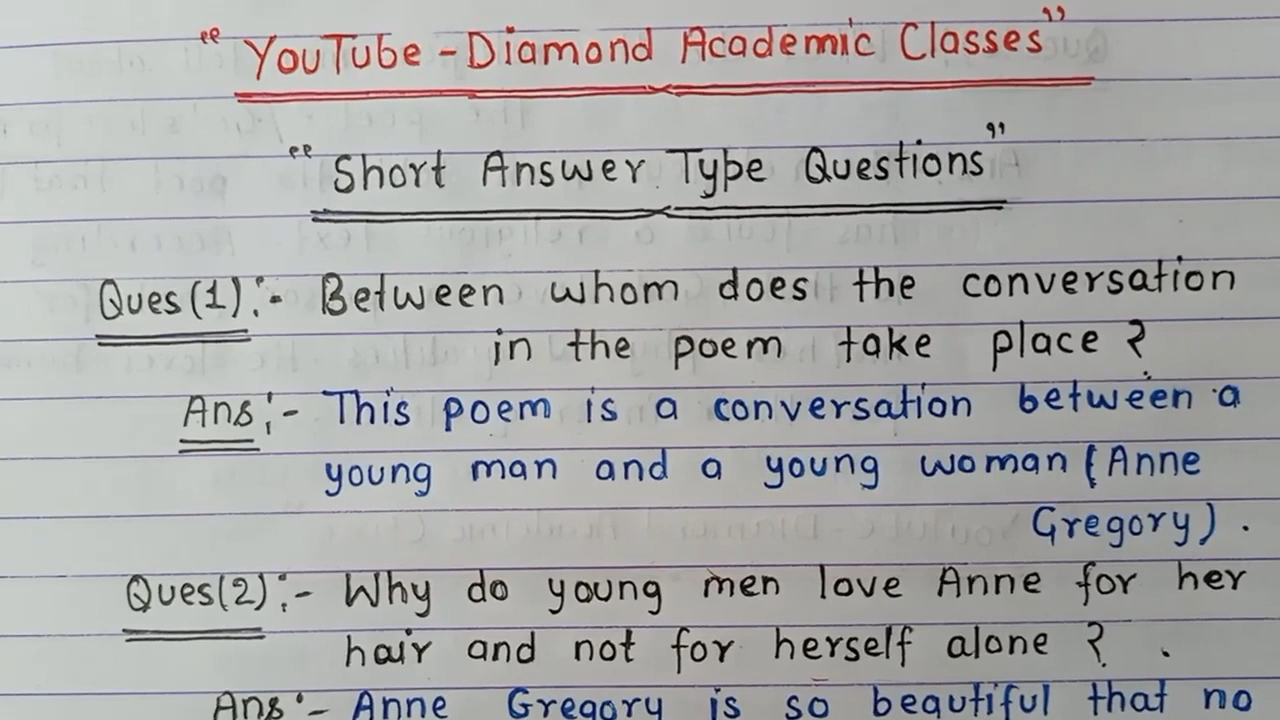 "YouTube - Diamond Academic Classes"
"Short Answer Type Questions"
Ques (1):- Between whom does the conversation
in the poem take place?
Ans:- This poem is a conversation between a
young man and a young woman (Anne
Gregory).
Ques(2):- Why do young men love Anne for her
hair and not for herself alone? .
Ans:- Anne Gregory is so beautiful that no